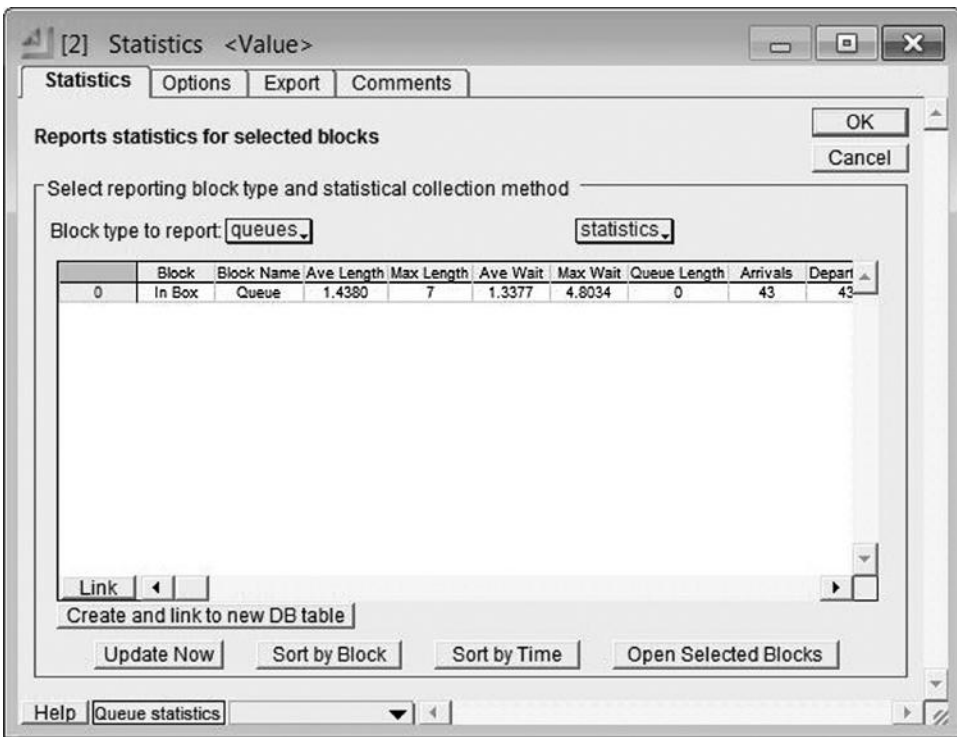 [2] Statistics <Value>
Statistics Options Export Comments
OK
Reports statistics for selected blocks
Cancel
Select reporting block type and statistical collection method
Block type to report: queues statistics
Block Block Name Ave Length Max Length Ave Wait Max Wait Queue Length Arrivals Depart
0 In Box Queue 1.4380 7 1.3377 4.8034 0 43 43
Link
Create and link to new DB table
Update Now Sort by Block Sort by Time Open Selected Blocks
Help Queue statistics